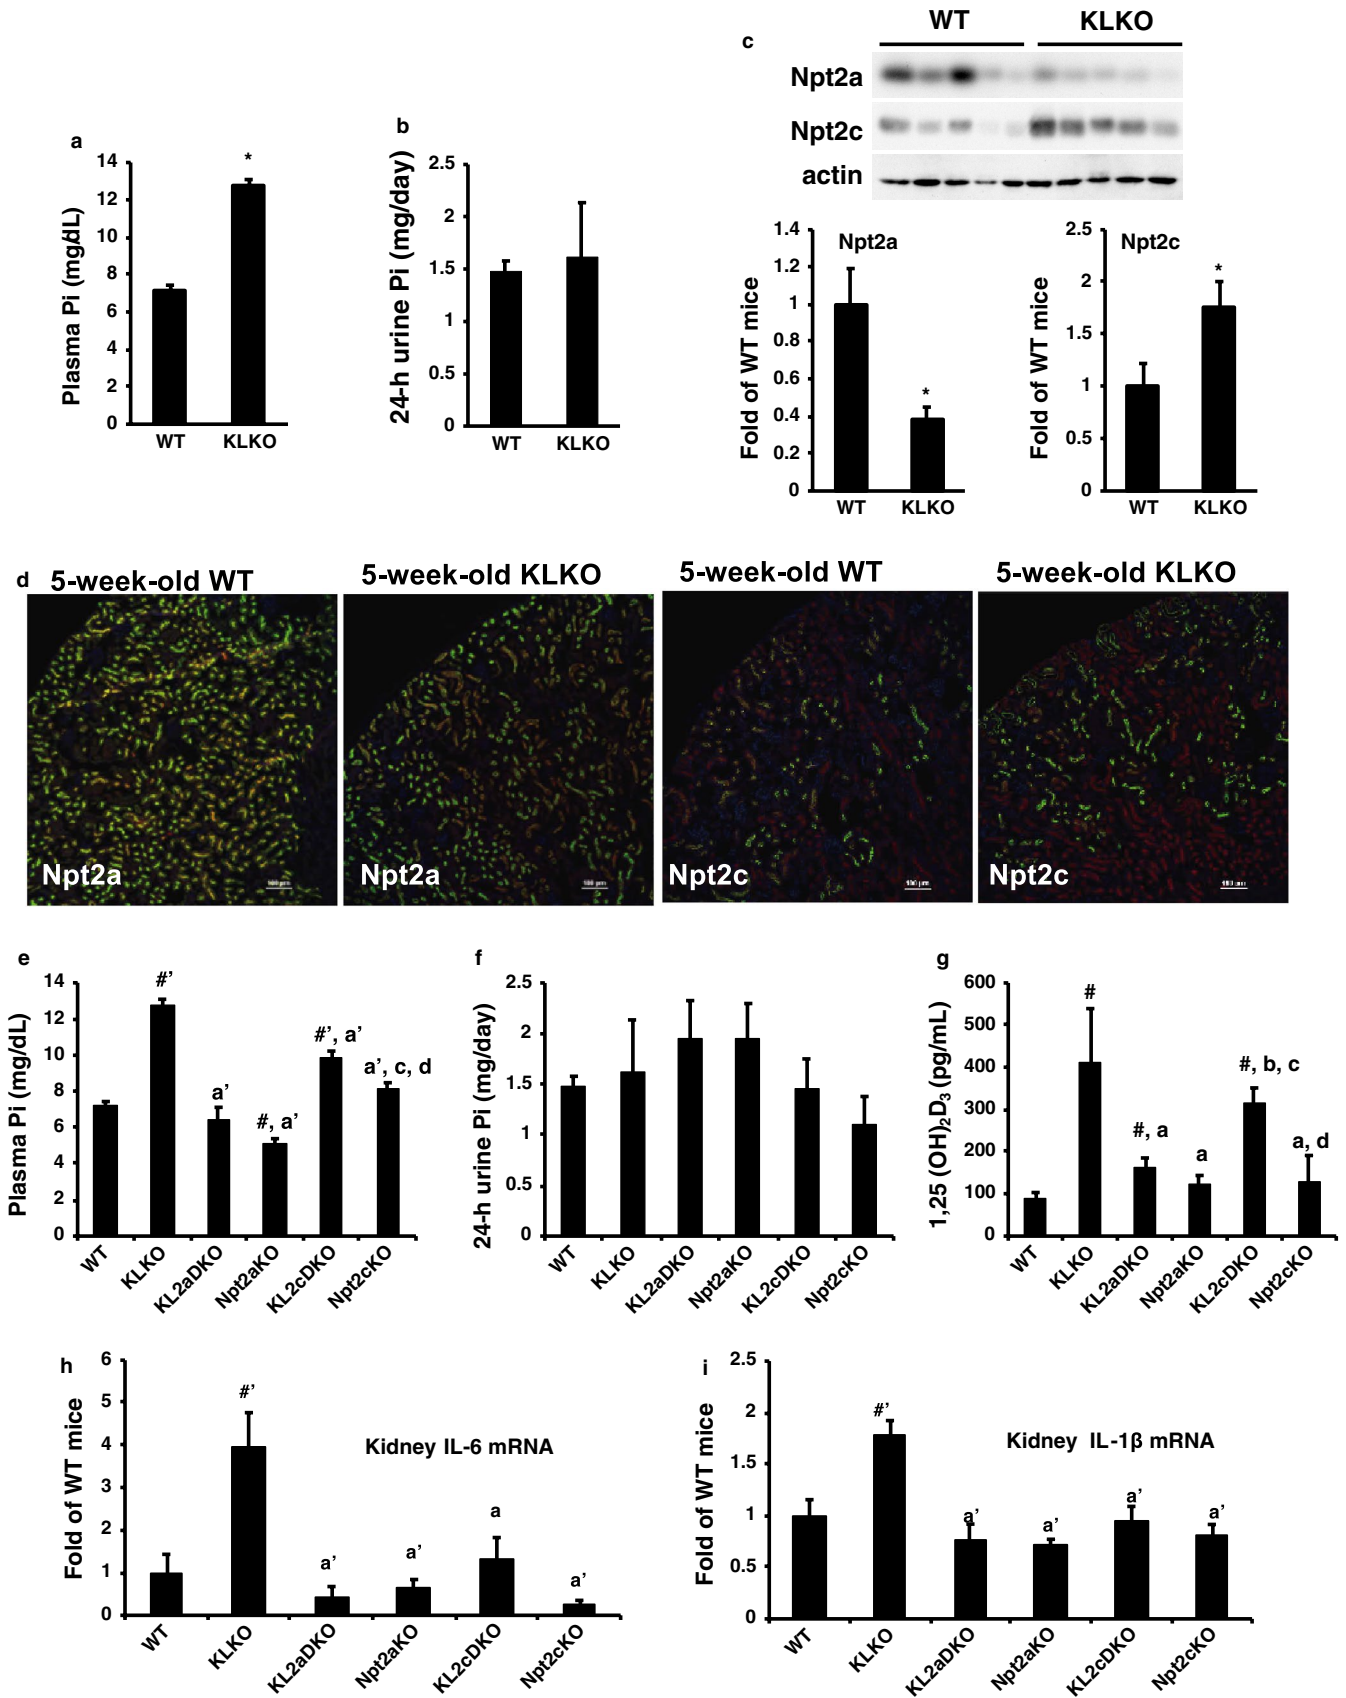 WT KLKO
c
Npt2a
Npt2c
actin
a
Plasma Pi (mg/dL)
14
12
10
8
6
4
2
0
*
WT KLKO
b
24-h urine Pi (mg/day)
2.5
2
1.5
1
0.5
0
WT KLKO
Fold of WT mice
1.4
1.2
1
0.8
0.6
0.4
0.2
0
Npt2a
*
WT KLKO
Fold of WT mice
2.5
2
1.5
1
0.5
0
Npt2c
*
WT KLKO
d
5-week-old WT
5-week-old KLKO
5-week-old WT
5-week-old KLKO
Npt2a
100 µm
Npt2a
100 µm
Npt2c
100 µm
Npt2c
100 µm
e
Plasma Pi (mg/dL)
14
12
10
8
6
4
2
0
#’
a’
#, a’
#’, a’
a’, c, d
WT
KLKO
KL2aDKO
Npt2aKO
KL2cDKO
Npt2cKO
f
24-h urine Pi (mg/day)
2.5
2
1.5
1
0.5
0
WT
KLKO
KL2aDKO
Npt2aKO
KL2cDKO
Npt2cKO
g
1,25 (OH)₂D₃ (pg/mL)
600
500
400
300
200
100
0
#
#, a
a
#, b, c
a, d
WT
KLKO
KL2aDKO
Npt2aKO
KL2cDKO
Npt2cKO
h
Fold of WT mice
6
5
4
3
2
1
0
Kidney IL-6 mRNA
#’
a’
a’
a
a’
WT
KLKO
KL2aDKO
Npt2aKO
KL2cDKO
Npt2cKO
i
Fold of WT mice
2.5
2
1.5
1
0.5
0
Kidney IL-1β mRNA
#’
a’
a’
a’
a’
WT
KLKO
KL2aDKO
Npt2aKO
KL2cDKO
Npt2cKO